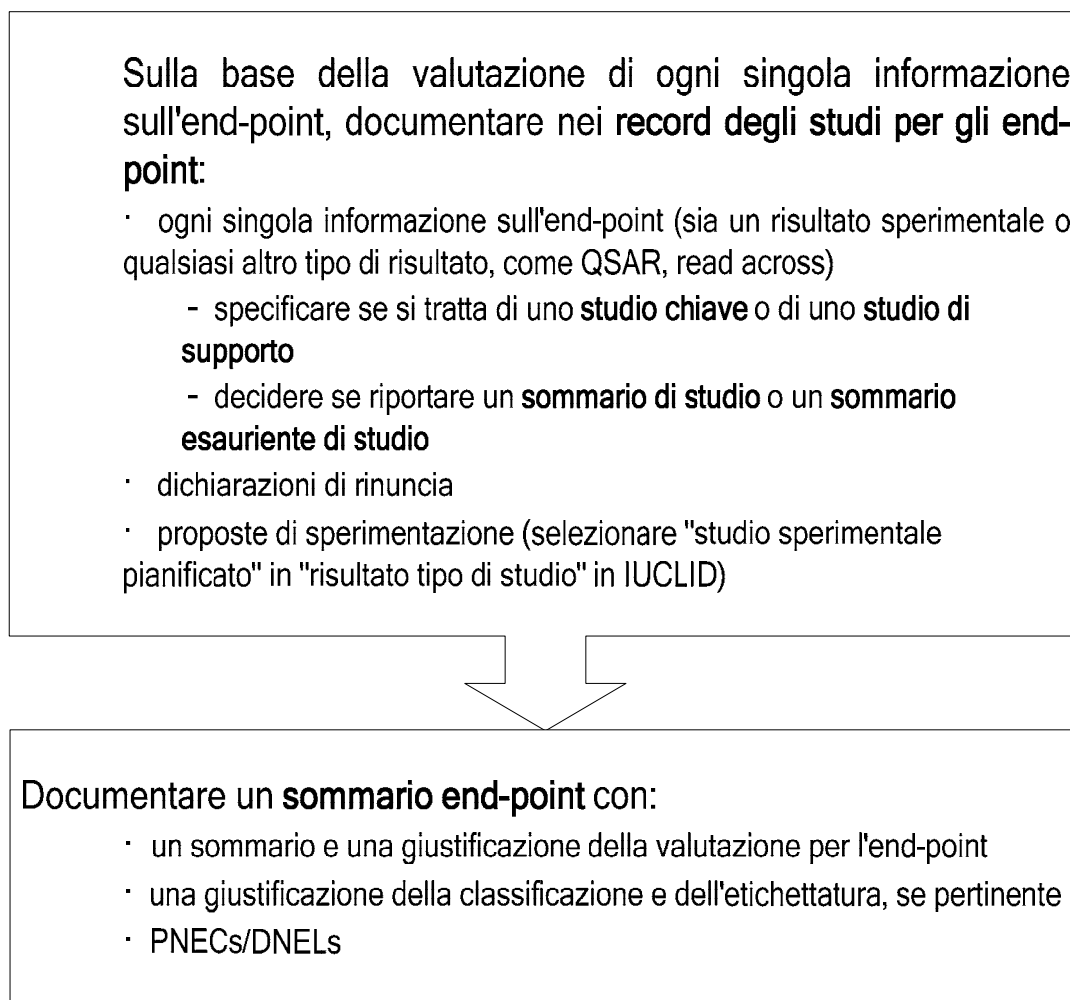 Sulla base della valutazione di ogni singola informazione
sull'end-point, documentare nei record degli studi per gli end-
point:
· ogni singola informazione sull'end-point (sia un risultato sperimentale o
qualsiasi altro tipo di risultato, come QSAR, read across)
- specificare se si tratta di uno studio chiave o di uno studio di
supporto
- decidere se riportare un sommario di studio o un sommario
esauriente di studio
· dichiarazioni di rinuncia
· proposte di sperimentazione (selezionare "studio sperimentale
pianificato" in "risultato tipo di studio" in IUCLID)
Documentare un sommario end-point con:
· un sommario e una giustificazione della valutazione per l'end-point
· una giustificazione della classificazione e dell'etichettatura, se pertinente
· PNECs/DNELs